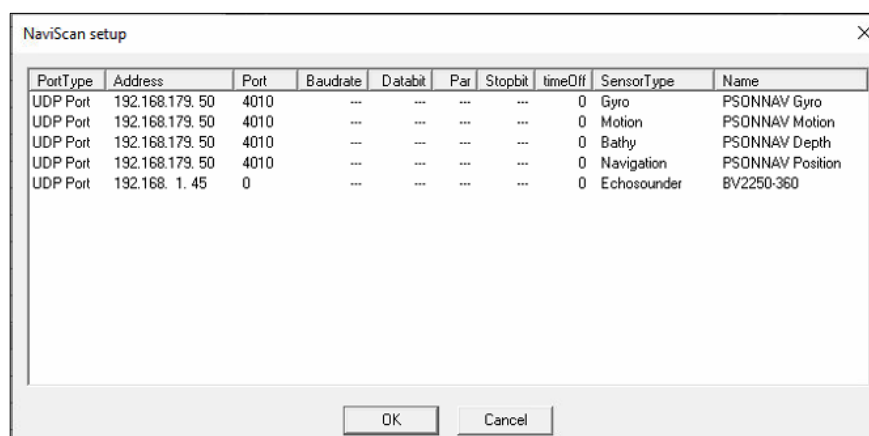 NaviScan setup
PortType Address Port Baudrate Databit Par Stopbit timeOff SensorType Name
UDP Port 192.168.179. 50 4010 --- --- --- --- 0 Gyro PSONNAV Gyro
UDP Port 192.168.179. 50 4010 --- --- --- --- 0 Motion PSONNAV Motion
UDP Port 192.168.179. 50 4010 --- --- --- --- 0 Bathy PSONNAV Depth
UDP Port 192.168.179. 50 4010 --- --- --- --- 0 Navigation PSONNAV Position
UDP Port 192.168. 1. 45 0 --- --- --- --- 0 Echosounder BV2250-360
OK Cancel